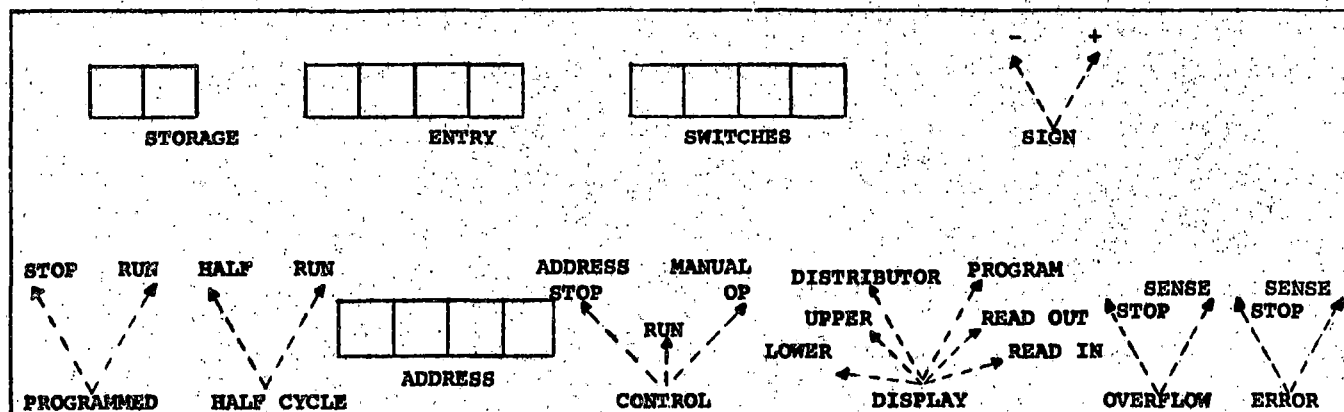 - +
STORAGE ENTRY SWITCHES SIGN
STOP RUN HALF RUN ADDRESS STOP MANUAL OP DISTRIBUTOR PROGRAM SENSE STOP SENSE STOP
RUN UPPER READ OUT
LOWER READ IN
ADDRESS
PROGRAMMED HALF CYCLE CONTROL DISPLAY OVERFLOW ERROR